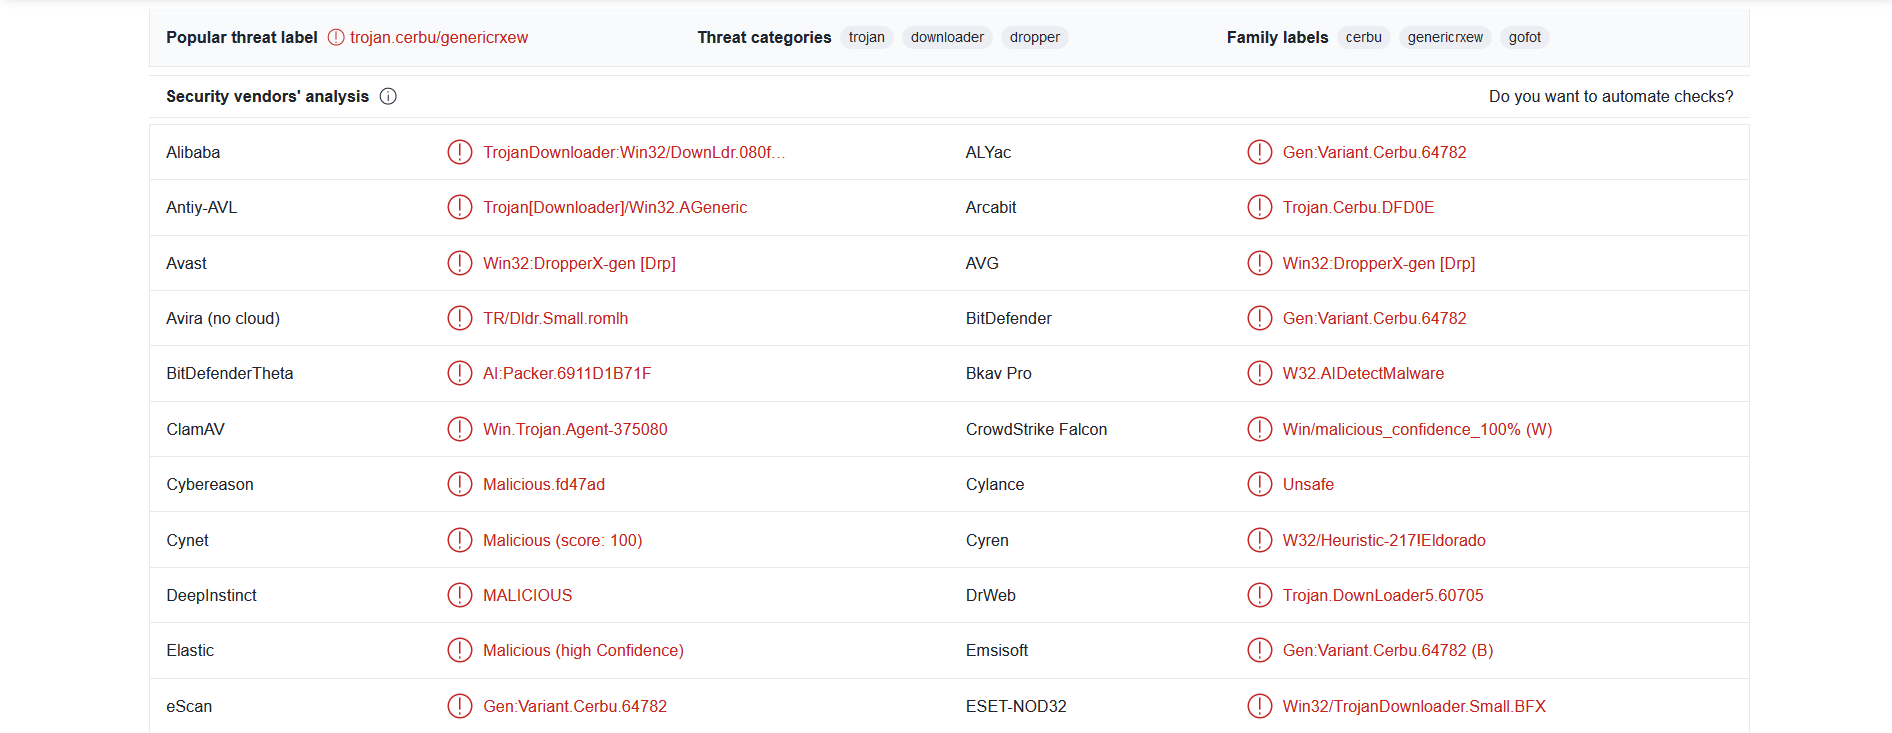 Popular threat label trojan.cerbu/genericrxew Threat categories trojan downloader dropper Family labels cerbu genericrxew gofot
Security vendors' analysis Do you want to automate checks?
Alibaba TrojanDownloader:Win32/DownLdr.080f... ALYac Gen:Variant.Cerbu.64782
Antiy-AVL Trojan[Downloader]/Win32.AGeneric Arcabit Trojan.Cerbu.DFD0E
Avast Win32:DropperX-gen [Drp] AVG Win32:DropperX-gen [Drp]
Avira (no cloud) TR/Dldr.Small.romlh BitDefender Gen:Variant.Cerbu.64782
BitDefenderTheta AI:Packer.6911D1B71F Bkav Pro W32.AIDetectMalware
ClamAV Win.Trojan.Agent-375080 CrowdStrike Falcon Win/malicious_confidence_100% (W)
Cybereason Malicious.fd47ad Cylance Unsafe
Cynet Malicious (score: 100) Cyren W32/Heuristic-217!Eldorado
DeepInstinct MALICIOUS DrWeb Trojan.DownLoader5.60705
Elastic Malicious (high Confidence) Emsisoft Gen:Variant.Cerbu.64782 (B)
eScan Gen:Variant.Cerbu.64782 ESET-NOD32 Win32/TrojanDownloader.Small.BFX